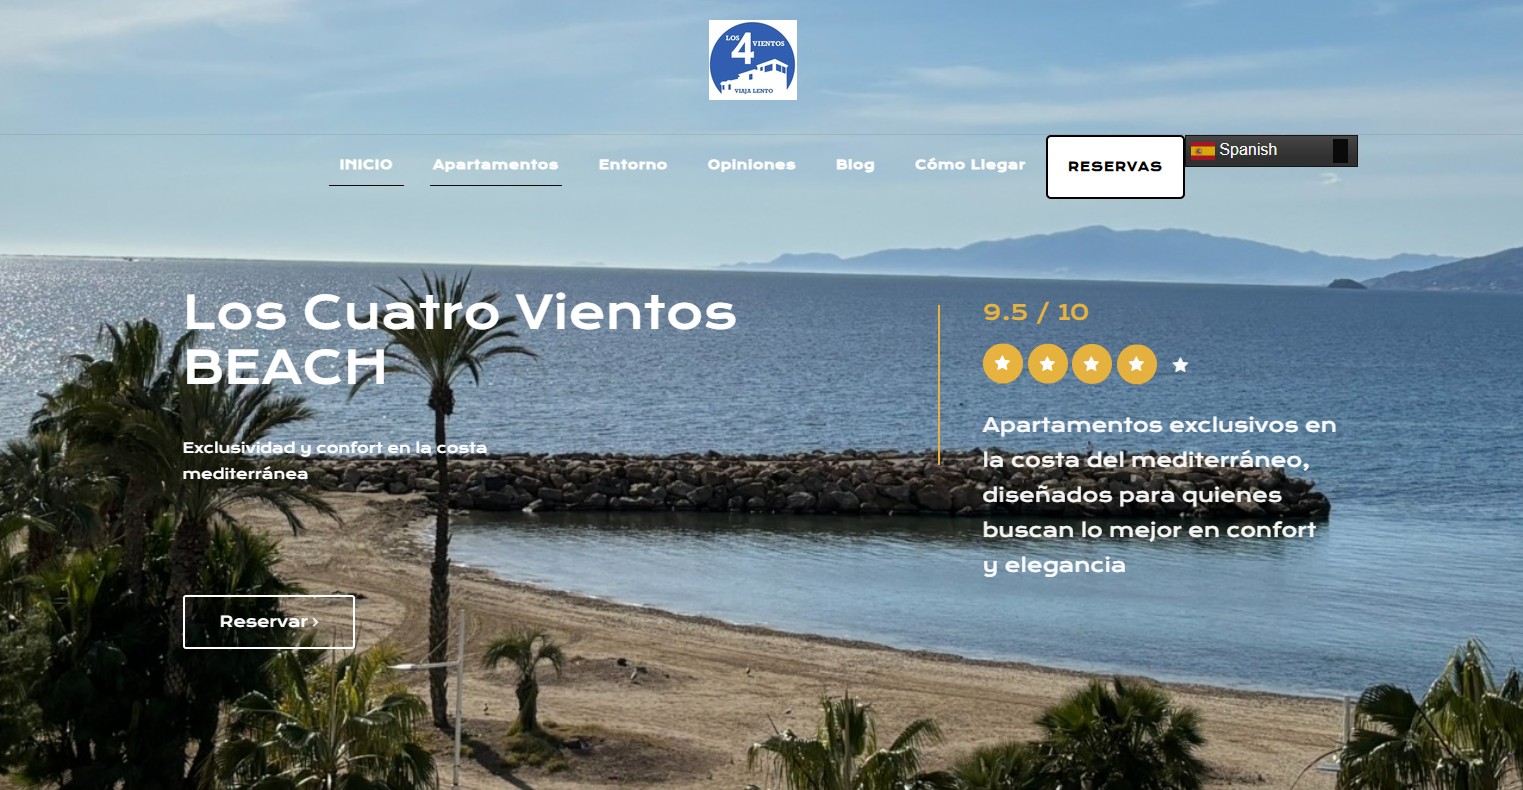 LOS 4 VIENTOS
VIAJA LENTO
INICIO Apartamentos Entorno Opiniones Blog Cómo Llegar RESERVAS Spanish
Los Cuatro Vientos
BEACH
Exclusividad y confort en la costa
mediterránea
Reservar ›
9.5 / 10
Apartamentos exclusivos en
la costa del mediterráneo,
diseñados para quienes
buscan lo mejor en confort
y elegancia